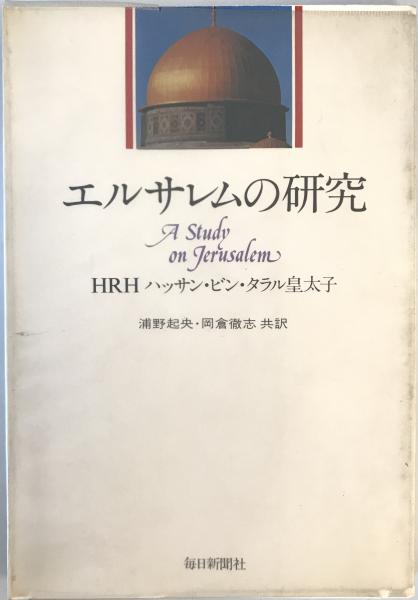 エルサレムの研究
A Study
on Jerusalem
HRH ハッサン・ビン・タラル皇太子
浦野起央・岡倉徹志 共訳
毎日新聞社